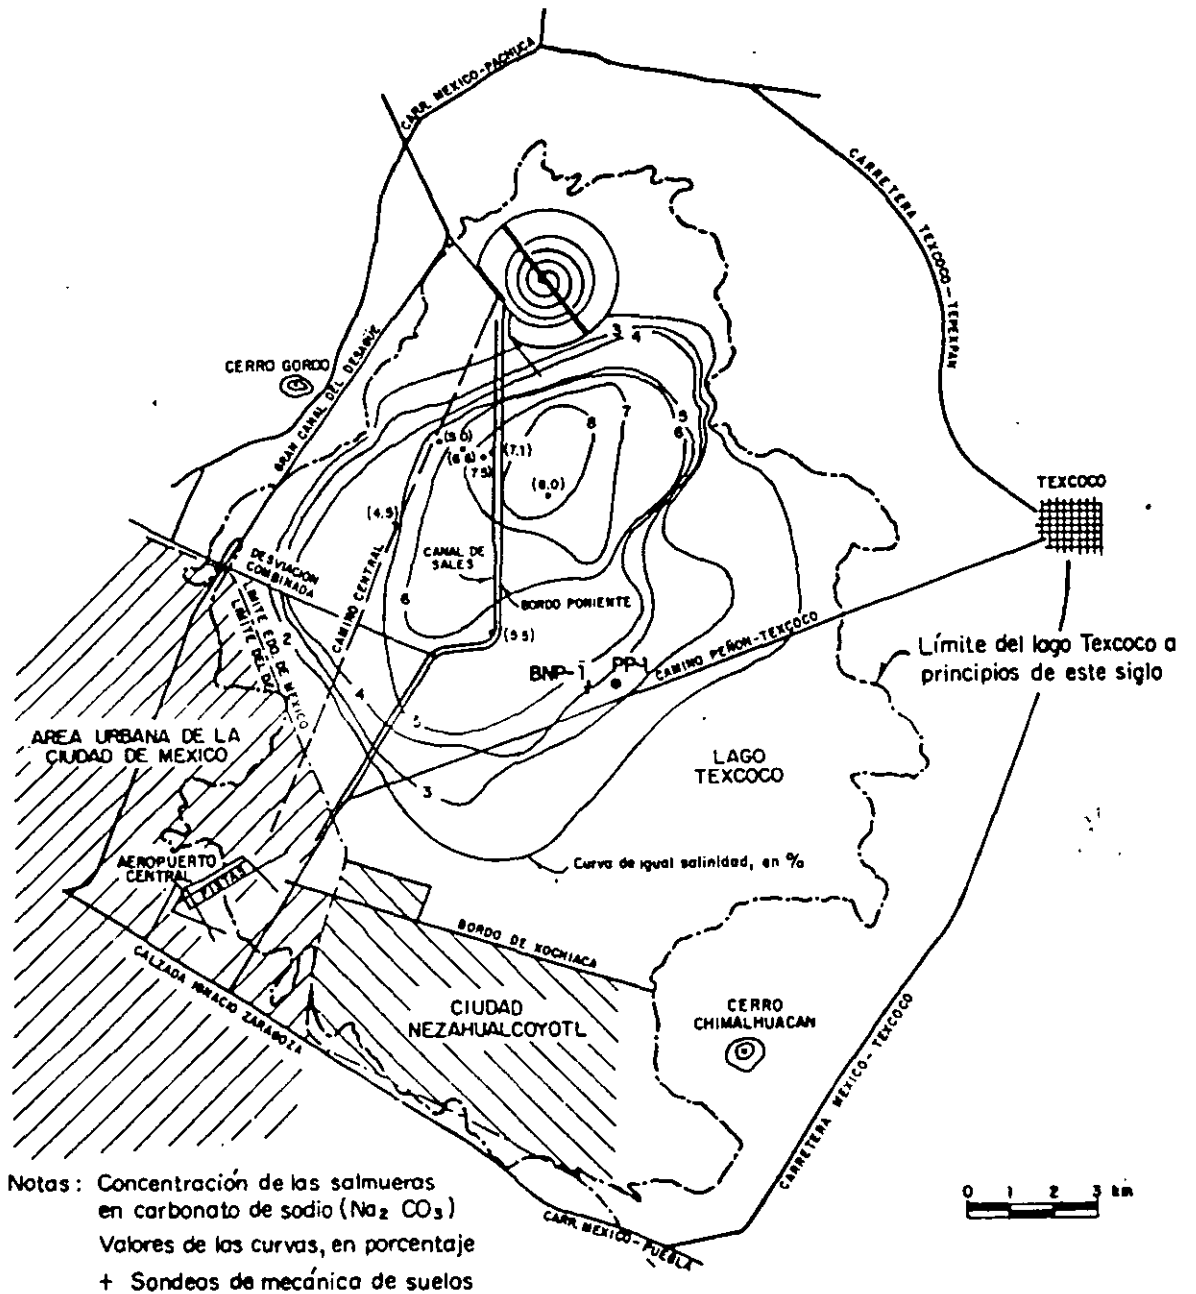 CARR. MEXICO-PACHUCA
CARRETERA TEXCOCO-TEPEXPAN
CERRO GORDO
GRAN CANAL DEL DESAGÜE
3
4
5
6
7
8
(5.0)
(6.8)
(7.5)
(7.1)
(8.0)
(4.5)
TEXCOCO
CANAL DE
SALES
BORDO PONIENTE
DESVIACION
COMBINADA
CAMINO CENTRAL
6
(5.5)
LIMITE EDO. DE MEXICO
LIMITE DEL D.F.
2
BNP-1
PP-1
CAMINO PEÑON-TEXCOCO
Límite del lago Texcoco a
principios de este siglo
4
5
3
AREA URBANA DE LA
CIUDAD DE MEXICO
LAGO
TEXCOCO
Curva de igual salinidad, en %
AEROPUERTO
CENTRAL
BORDO DE XOCHIACA
CALZADA IGNACIO ZARAGOZA
CIUDAD
NEZAHUALCOYOTL
CERRO
CHIMALHUACAN
CARRETERA MEXICO-TEXCOCO
CARR. MEXICO-PUEBLA
0 1 2 3 km
Notas: Concentración de las salmueras
en carbonato de sodio (Na₂ CO₃)
Valores de las curvas, en porcentaje
+ Sondeos de mecánica de suelos